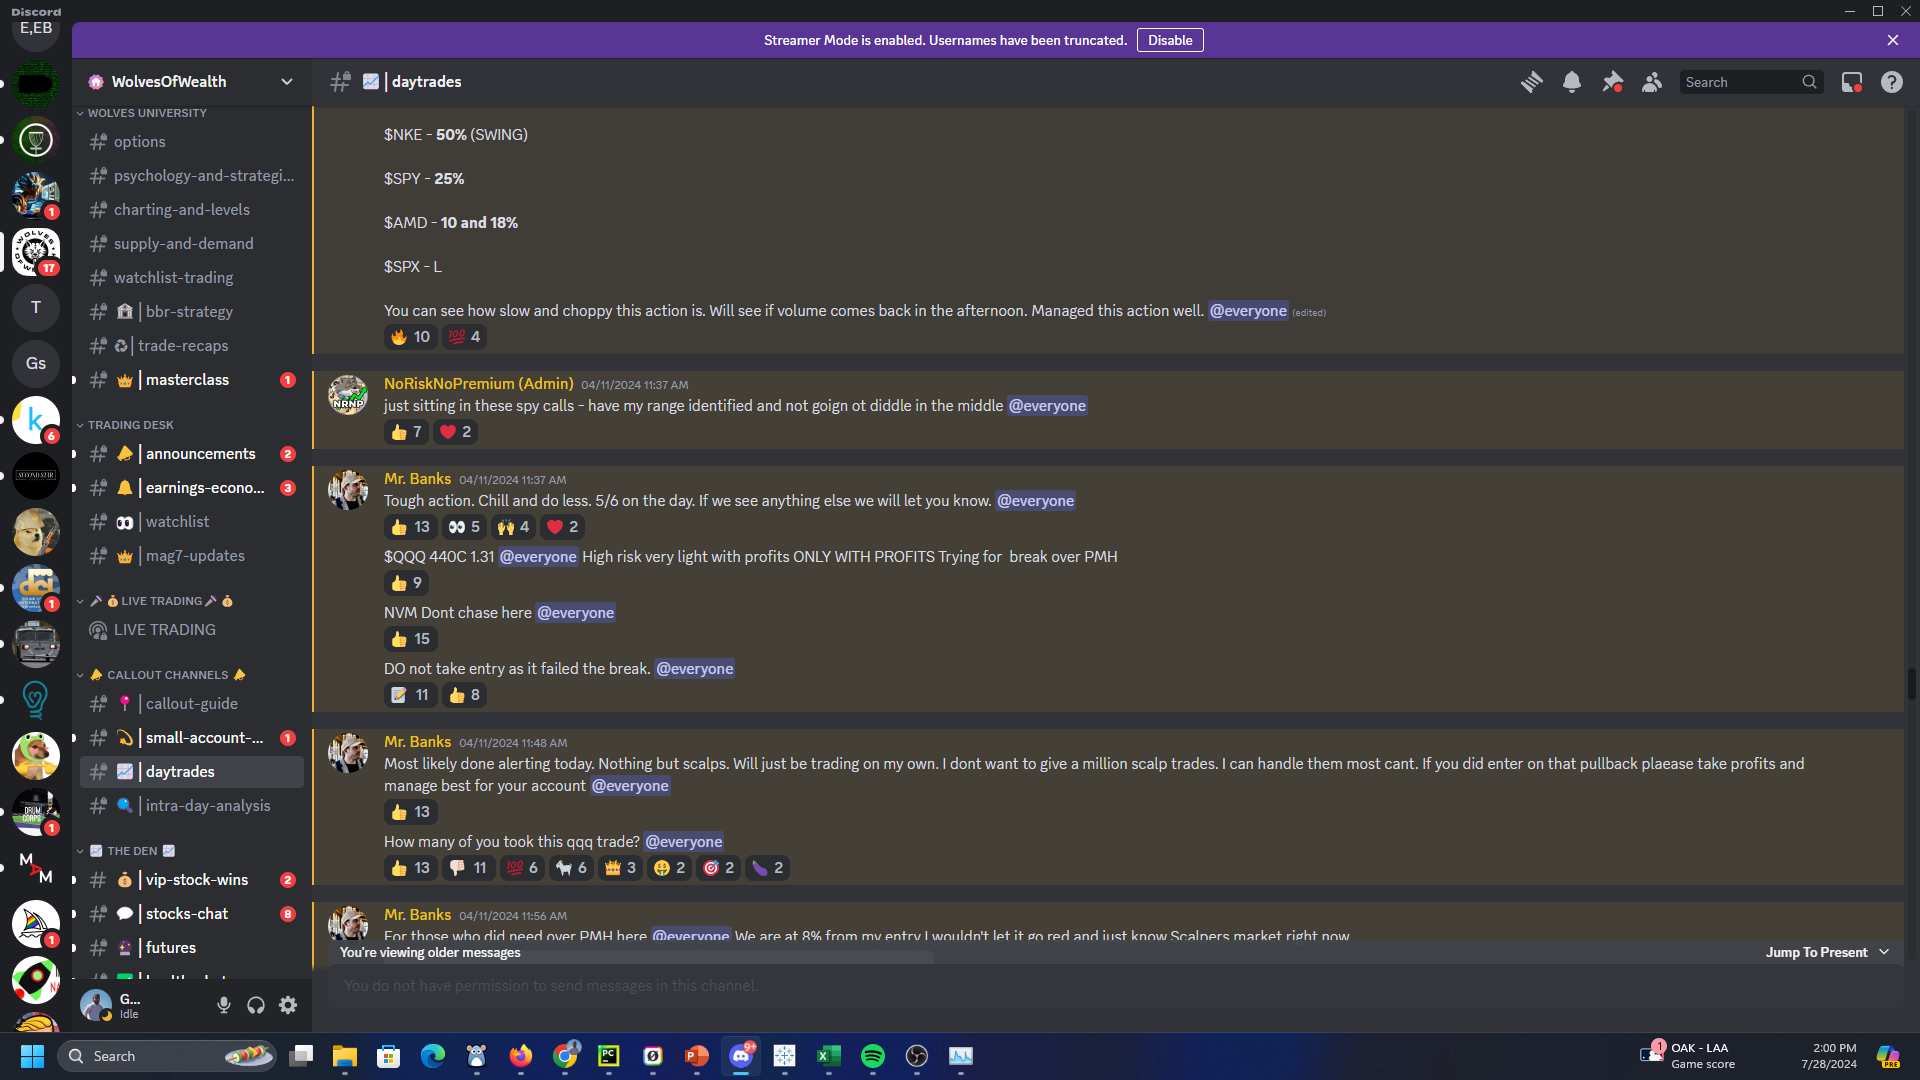 Discord
E,EB
Streamer Mode is enabled. Usernames have been truncated.
Disable
WolvesOfWealth
| daytrades
Search
WOLVES UNIVERSITY
options
psychology-and-strategi...
charting-and-levels
supply-and-demand
watchlist-trading
| bbr-strategy
| trade-recaps
| masterclass
1
TRADING DESK
| announcements
2
| earnings-econo...
3
| watchlist
| mag7-updates
LIVE TRADING
LIVE TRADING
CALLOUT CHANNELS
| callout-guide
| small-account-...
1
| daytrades
| intra-day-analysis
THE DEN
| vip-stock-wins
2
| stocks-chat
8
| futures
1
17
T
Gs
k
6
SECOND STAR
dci
1
DRUM CORPS
1
MAM
1
G...
Idle
$NKE - 50% (SWING)
$SPY - 25%
$AMD - 10 and 18%
$SPX - L
You can see how slow and choppy this action is. Will see if volume comes back in the afternoon. Managed this action well. @everyone (edited)
10 4
NRNP
NoRiskNoPremium (Admin) 04/11/2024 11:37 AM
just sitting in these spy calls - have my range identified and not goign ot diddle in the middle @everyone
7 2
Mr. Banks 04/11/2024 11:37 AM
Tough action. Chill and do less. 5/6 on the day. If we see anything else we will let you know. @everyone
13 5 4 2
$QQQ 440C 1.31 @everyone High risk very light with profits ONLY WITH PROFITS Trying for break over PMH
9
NVM Dont chase here @everyone
15
DO not take entry as it failed the break. @everyone
11 8
Mr. Banks 04/11/2024 11:48 AM
Most likely done alerting today. Nothing but scalps. Will just be trading on my own. I dont want to give a million scalp trades. I can handle them most cant. If you did enter on that pullback plaease take profits and
manage best for your account @everyone
13
How many of you took this qqq trade? @everyone
13 11 100 6 6 3 2 2 2
Mr. Banks 04/11/2024 11:56 AM
For those who did need over PMH here @everyone We are at 8% from my entry I wouldn't let it go red and just know Scalpers market right now
You're viewing older messages
Jump To Present
You do not have permission to send messages in this channel.
Search
PC
9+
1
OAK - LAA
Game score
2:00 PM
7/28/2024
PRE